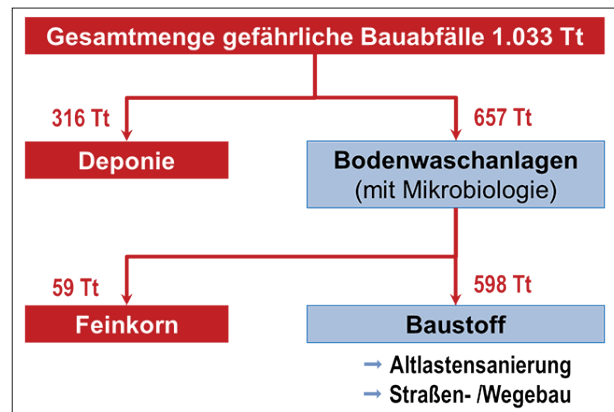 Gesamtmenge gefährliche Bauabfälle 1.033 Tt
316 Tt
657 Tt
Deponie
Bodenwaschanlagen
(mit Mikrobiologie)
59 Tt
598 Tt
Feinkorn
Baustoff
→ Altlastensanierung
→ Straßen- /Wegebau